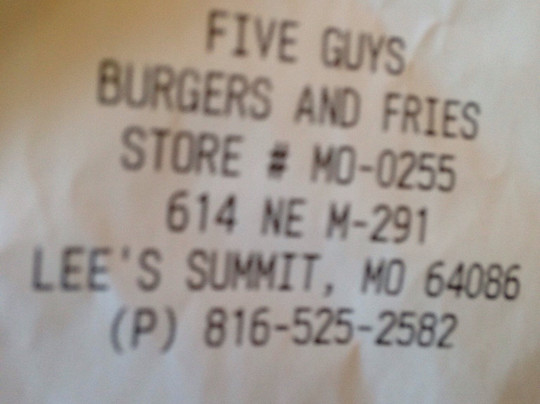 FIVE GUYS
BURGERS AND FRIES
STORE # MO-0255
614 NE M-291
LEE'S SUMMIT, MO 64086
(P) 816-525-2582